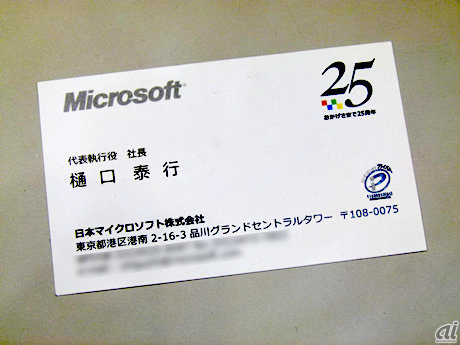 Microsoft
25
おかげさまで25周年
代表執行役 社長
樋口 泰行
日本マイクロソフト株式会社
東京都港区港南 2-16-3 品川グランドセントラルタワー 〒108-0075
ai